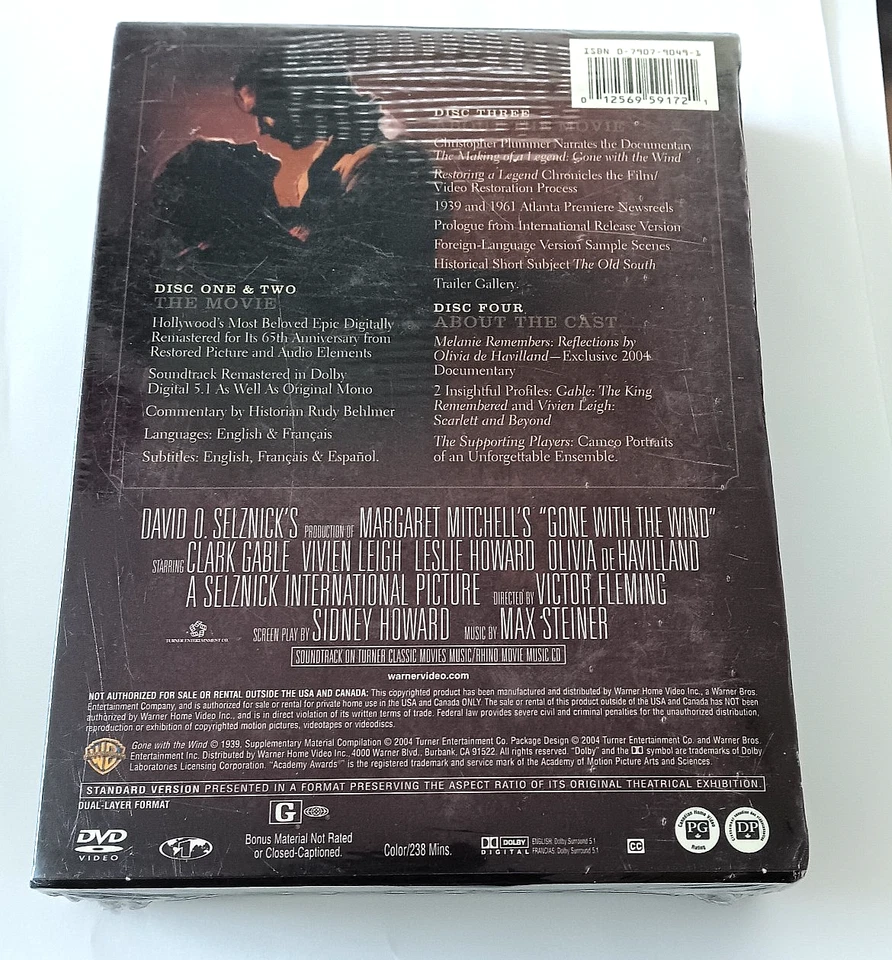 ISBN 0-7907-9049-1
0 12569 59172 1
DISC THREE
ABOUT THE MOVIE
Christopher Plummer Narrates the Documentary
The Making of a Legend: Gone with the Wind
Restoring a Legend Chronicles the Film/
Video Restoration Process
1939 and 1961 Atlanta Premiere Newsreels
Prologue from International Release Version
Foreign-Language Version Sample Scenes
Historical Short Subject The Old South
Trailer Gallery.
DISC ONE & TWO
THE MOVIE
Hollywood's Most Beloved Epic Digitally
Remastered for Its 65th Anniversary from
Restored Picture and Audio Elements
Soundtrack Remastered in Dolby
Digital 5.1 As Well As Original Mono
Commentary by Historian Rudy Behlmer
Languages: English & Français
Subtitles: English, Français & Español.
DISC FOUR
ABOUT THE CAST
Melanie Remembers: Reflections by
Olivia de Havilland—Exclusive 2004
Documentary
2 Insightful Profiles: Gable: The King
Remembered and Vivien Leigh:
Scarlett and Beyond
The Supporting Players: Cameo Portraits
of an Unforgettable Ensemble.
DAVID O. SELZNICK'S PRODUCTION OF MARGARET MITCHELL'S "GONE WITH THE WIND"
STARRING CLARK GABLE VIVIEN LEIGH LESLIE HOWARD OLIVIA DE HAVILLAND
A SELZNICK INTERNATIONAL PICTURE DIRECTED BY VICTOR FLEMING
SCREEN PLAY BY SIDNEY HOWARD MUSIC BY MAX STEINER
TURNER ENTERTAINMENT CO.
SOUNDTRACK ON TURNER CLASSIC MOVIES MUSIC/RHINO MOVIE MUSIC CD
warnervideo.com
NOT AUTHORIZED FOR SALE OR RENTAL OUTSIDE THE USA AND CANADA: This copyrighted product has been manufactured and distributed by Warner Home Video Inc., a Warner Bros.
Entertainment Company, and is authorized for sale or rental for private home use in the USA and Canada ONLY. The sale or rental of this product outside of the USA and Canada has NOT been
authorized by Warner Home Video Inc., and is in direct violation of its written terms of trade. Federal law provides severe civil and criminal penalties for the unauthorized distribution,
reproduction or exhibition of copyrighted motion pictures, videotapes or videodiscs.
WB
Gone with the Wind © 1939, Supplementary Material Compilation © 2004 Turner Entertainment Co. Package Design © 2004 Turner Entertainment Co. and Warner Bros.
Entertainment Inc. Distributed by Warner Home Video Inc., 4000 Warner Blvd., Burbank, CA 91522. All rights reserved. "Dolby" and the DD symbol are trademarks of Dolby
Laboratories Licensing Corporation. "Academy Awards"® is the registered trademark and service mark of the Academy of Motion Picture Arts and Sciences.
STANDARD VERSION PRESENTED IN A FORMAT PRESERVING THE ASPECT RATIO OF ITS ORIGINAL THEATRICAL EXHIBITION.
DUAL-LAYER FORMAT
DVD
VIDEO
1
G
Bonus Material Not Rated
or Closed-Captioned.
Color/238 Mins.
DOLBY
DIGITAL
ENGLISH: Dolby Surround 5.1
FRANCAIS: Dolby Surround 5.1
CC
Canadian Home Video
PG
Rates
DP